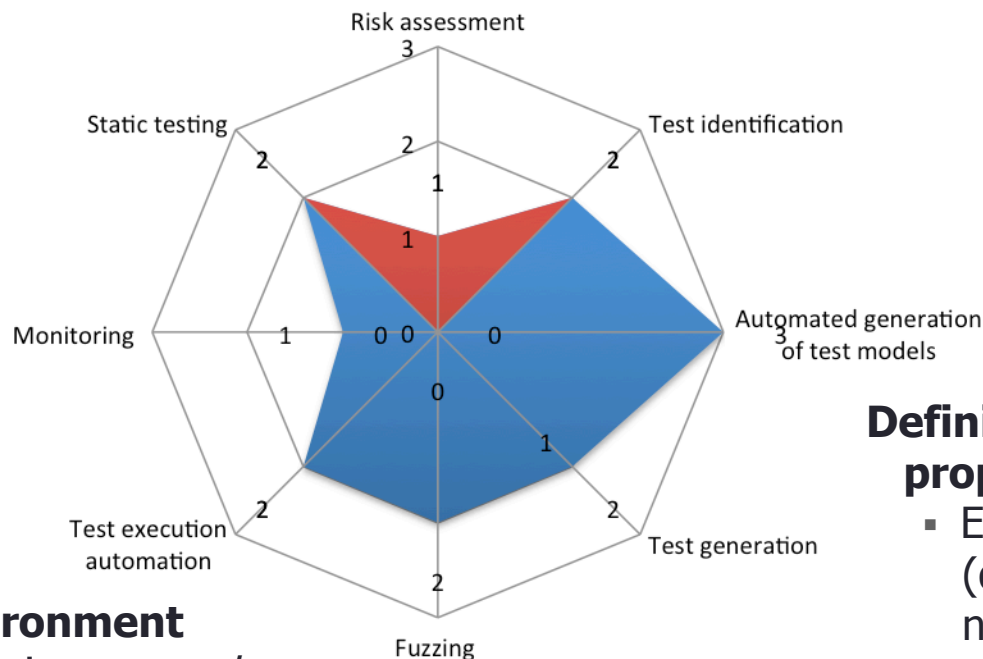 Risk assessment
3
Static testing
Test identification
2
2
2
1
1
Monitoring
1
0
0
0
Automated generation
3
of test models
0
1
Test execution
automation
2
2
Test generation
2
Fuzzing
Defini
prop
▪ E
(
n
ronment